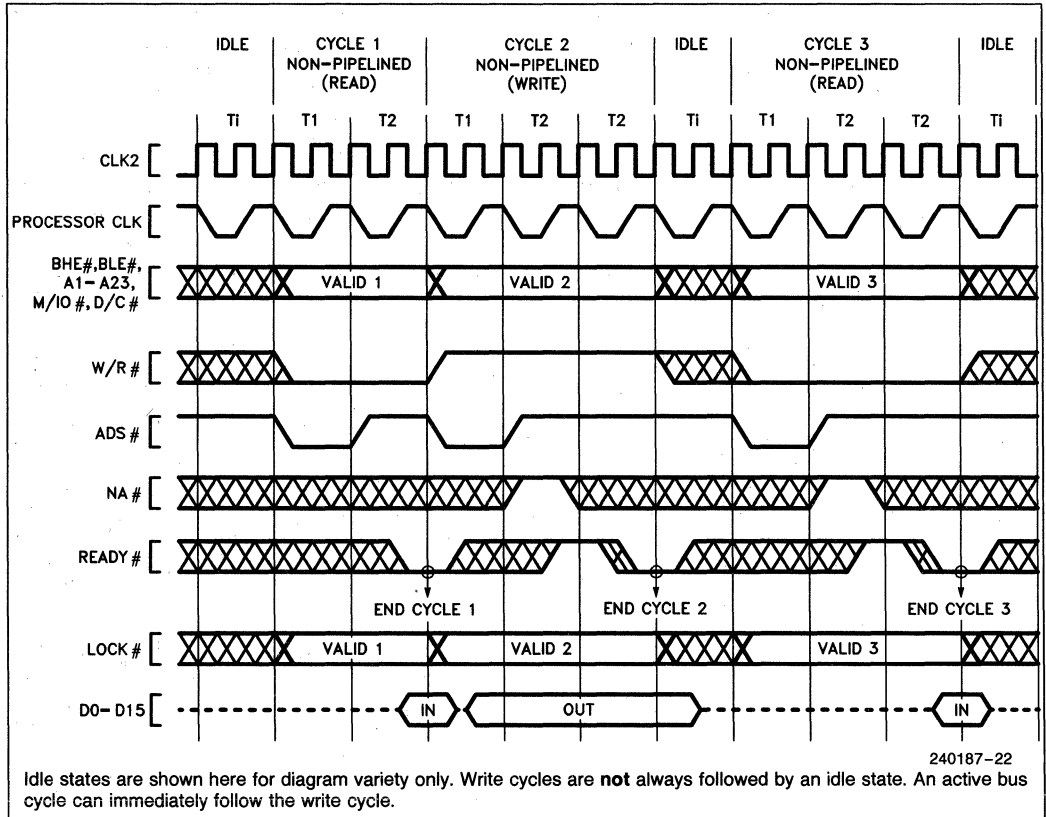 IDLE CYCLE 1 CYCLE 2 IDLE CYCLE 3 IDLE
NON-PIPELINED NON-PIPELINED NON-PIPELINED
(READ) (WRITE) (READ)
Ti T1 T2 T1 T2 T2 Ti T1 T2 T2 Ti
CLK2 [
PROCESSOR CLK [
BHE#,BLE#,
A1-A23,
M/IO#,D/C# [
VALID 1 VALID 2 VALID 3
W/R# [
ADS# [
NA# [
READY# [
END CYCLE 1 END CYCLE 2 END CYCLE 3
LOCK# [ VALID 1 VALID 2 VALID 3
D0-D15 [ IN OUT IN
240187-22
Idle states are shown here for diagram variety only. Write cycles are not always followed by an idle state. An active bus
cycle can immediately follow the write cycle.